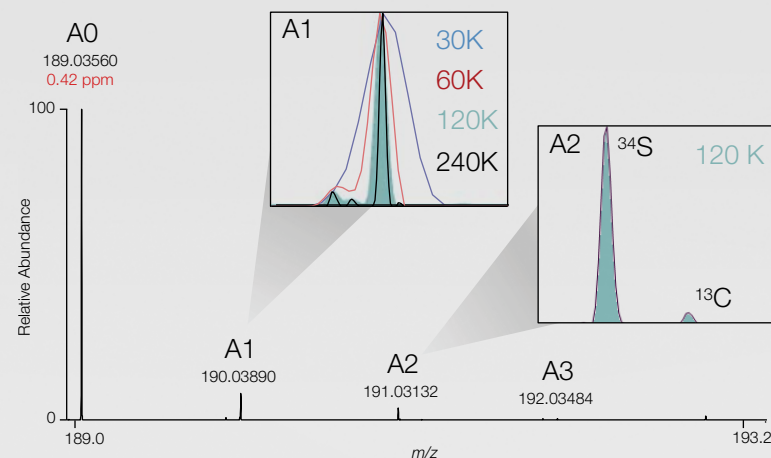 A0
189.03560
0.42 ppm
100
Relative Abundance
0
A1
30K
60K
120K
240K
A2
³⁴S
120 K
¹³C
A1
190.03890
A2
191.03132
A3
192.03484
189.0
m/z
193.2